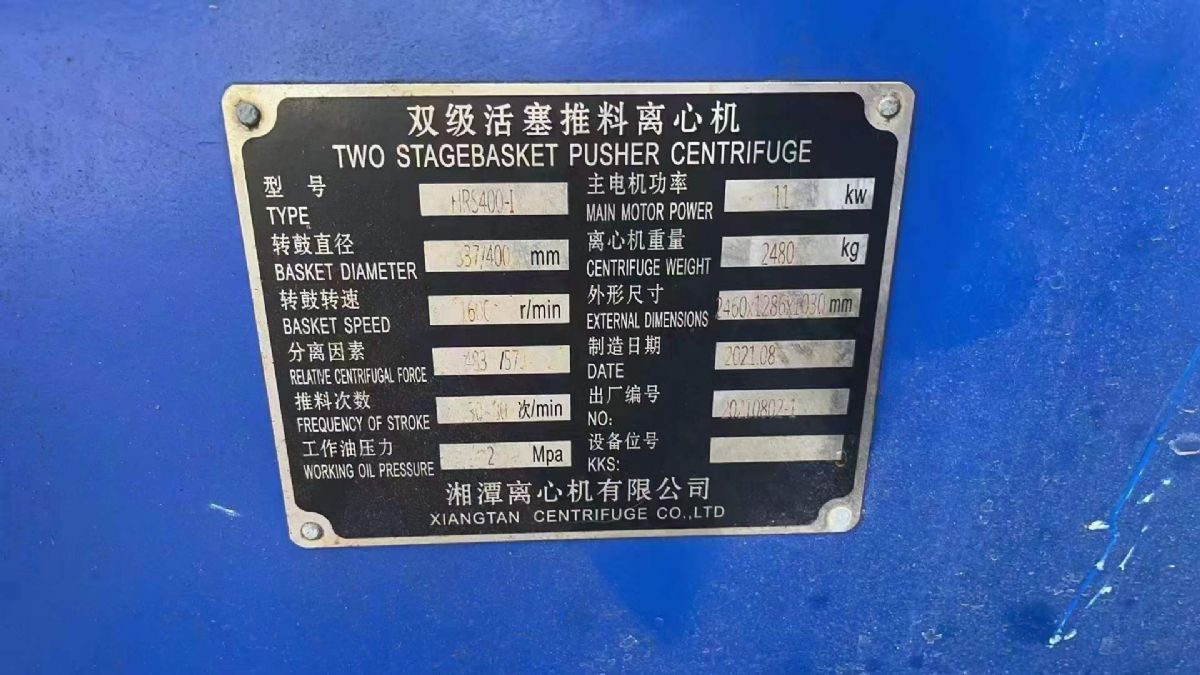 双级活塞推料离心机
TWO STAGEBASKET PUSHER CENTRIFUGE
型 号
TYPE
HRS400-I
转鼓直径
BASKET DIAMETER
337/400 mm
转鼓转速
BASKET SPEED
r/min
分离因素
RELATIVE CENTRIFUGAL FORCE
483
推料次数
FREQUENCY OF STROKE
次/min
工作油压力
WORKING OIL PRESSURE
Mpa
主电机功率
MAIN MOTOR POWER
11 kw
离心机重量
CENTRIFUGE WEIGHT
2480 kg
外形尺寸
EXTERNAL DIMENSIONS
2460x1286x1030 mm
制造日期
DATE
2021.08
出厂编号
NO:
20210802-1
设备位号
KKS:
湘潭离心机有限公司
XIANGTAN CENTRIFUGE CO.,LTD